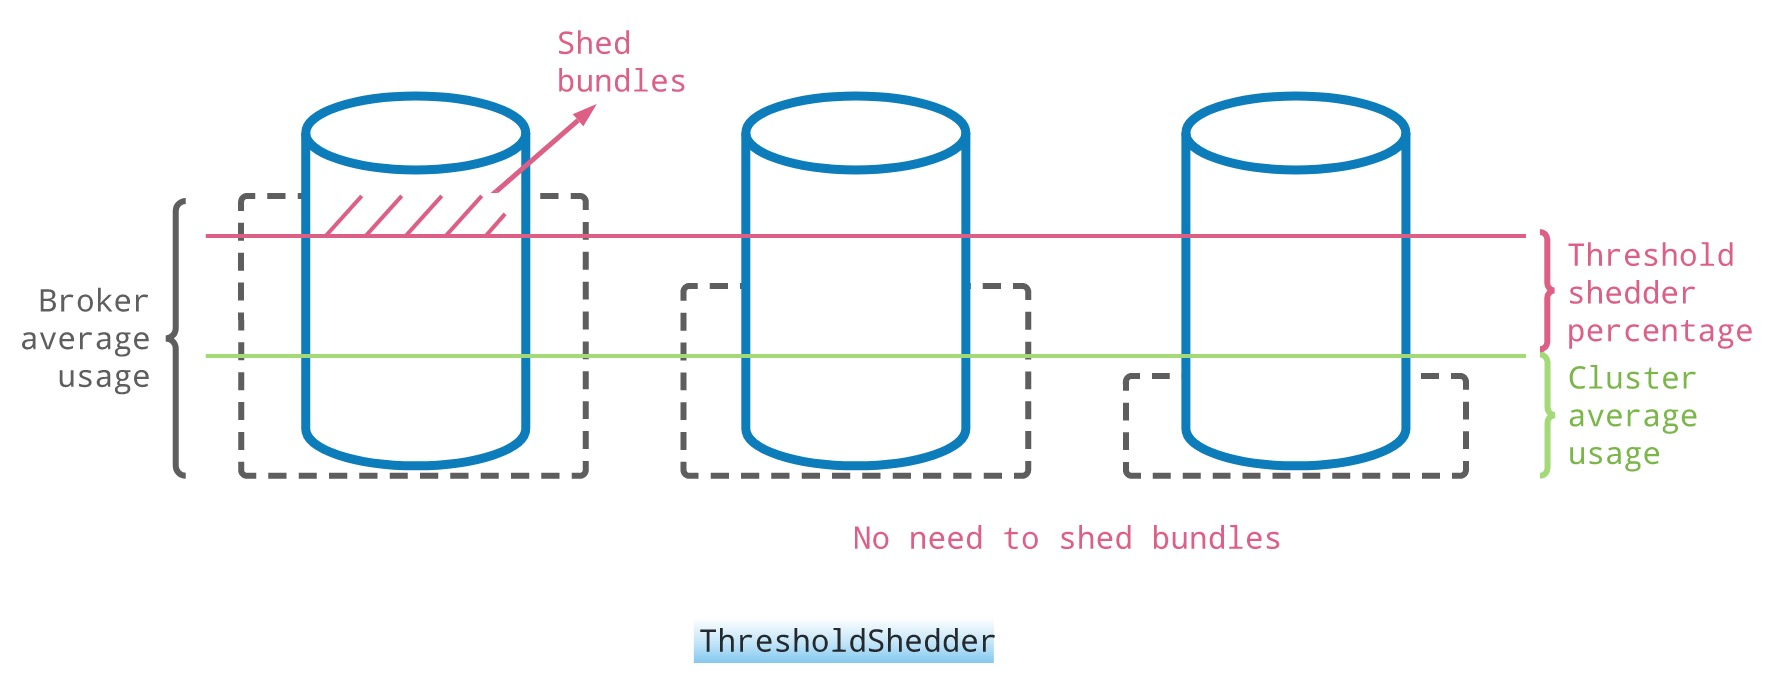 Shed
bundles
Broker
average
usage
Threshold
shedder
percentage
Cluster
average
usage
No need to shed bundles
ThresholdShedder